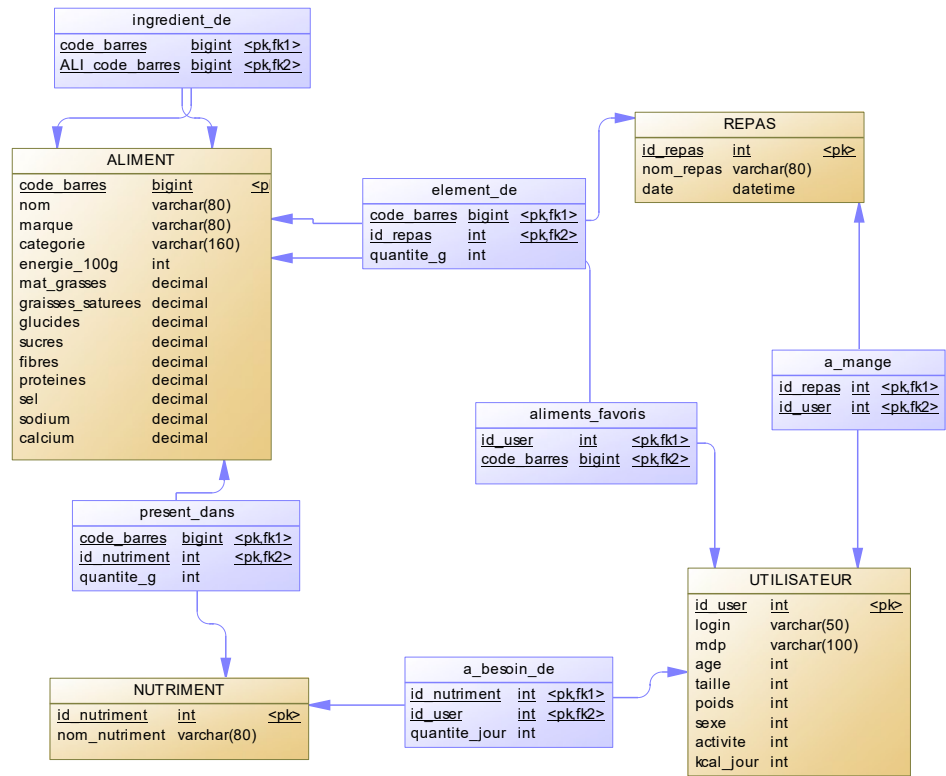 ingredient_de
code_barres bigint <pk,fk1>
ALI_code_barres bigint <pk,fk2>
REPAS
id_repas int <pk>
nom_repas varchar(80)
date datetime
ALIMENT
code_barres bigint <p
nom varchar(80)
marque varchar(80)
categorie varchar(160)
energie_100g int
mat_grasses decimal
graisses_saturees decimal
glucides decimal
sucres decimal
fibres decimal
proteines decimal
sel decimal
sodium decimal
calcium decimal
element_de
code_barres bigint <pk,fk1>
id_repas int <pk,fk2>
quantite_g int
a_mange
id_repas int <pk,fk1>
id_user int <pk,fk2>
aliments_favoris
id_user int <pk,fk1>
code_barres bigint <pk,fk2>
present_dans
code_barres bigint <pk,fk1>
id_nutriment int <pk,fk2>
quantite_g int
UTILISATEUR
id_user int <pk>
login varchar(50)
mdp varchar(100)
age int
taille int
poids int
sexe int
activite int
kcal_jour int
a_besoin_de
id_nutriment int <pk,fk1>
id_user int <pk,fk2>
quantite_jour int
NUTRIMENT
id_nutriment int <pk>
nom_nutriment varchar(80)